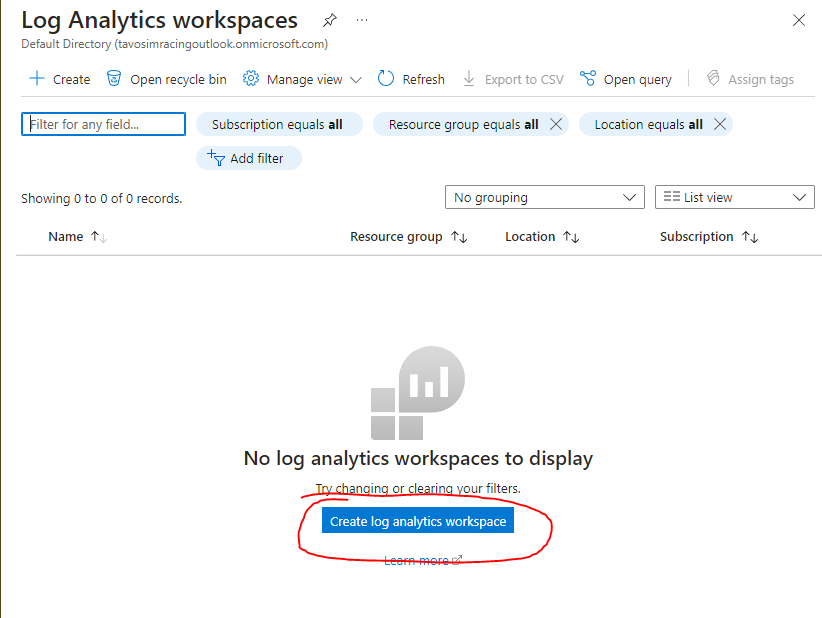 Log Analytics workspaces ...
Default Directory (tavosimracingoutlook.onmicrosoft.com)
Create Open recycle bin Manage view Refresh Export to CSV Open query Assign tags
Filter for any field... Subscription equals all Resource group equals all Location equals all
Add filter
Showing 0 to 0 of 0 records. No grouping List view
Name Resource group Location Subscription
No log analytics workspaces to display
Try changing or clearing your filters.
Create log analytics workspace
Learn more